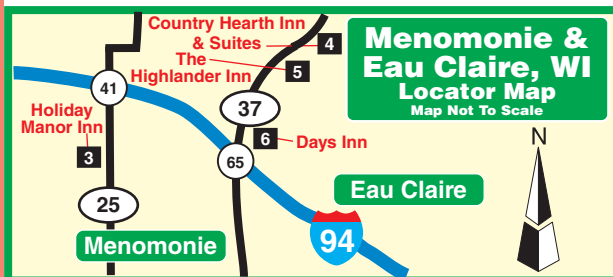 Country Hearth Inn
& Suites
4
The
Highlander Inn
5
Menomonie &
Eau Claire, WI
Locator Map
Map Not To Scale
41
37
Holiday
Manor Inn
3
6
Days Inn
65
N
25
Eau Claire
94
Menomonie